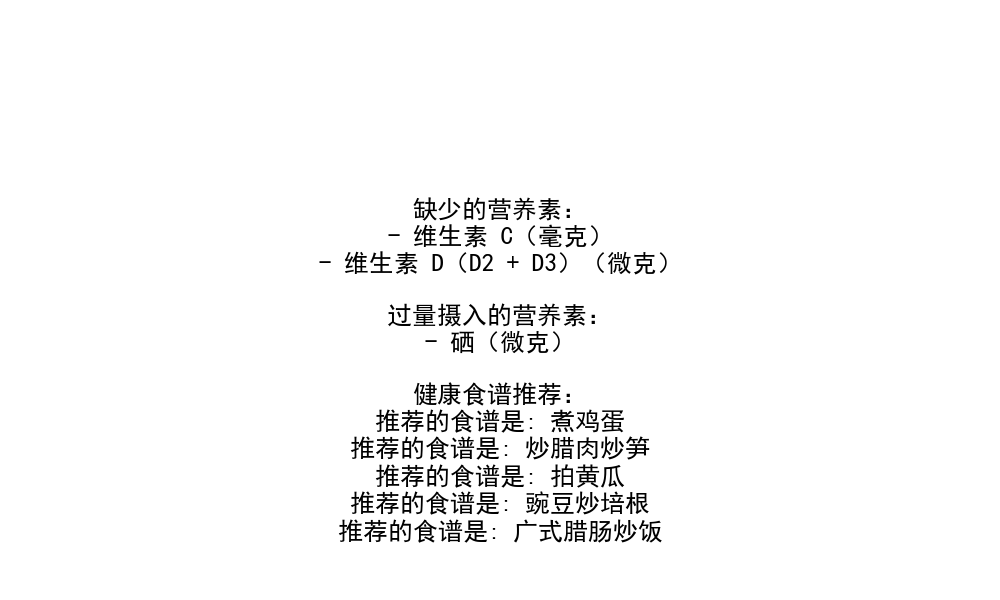 缺少的营养素:
- 维生素 C（毫克）
- 维生素 D（D2 + D3）（微克）
过量摄入的营养素:
- 硒（微克）
健康食谱推荐:
推荐的食谱是: 煮鸡蛋
推荐的食谱是: 炒腊肉炒笋
推荐的食谱是: 拍黄瓜
推荐的食谱是: 豌豆炒培根
推荐的食谱是: 广式腊肠炒饭